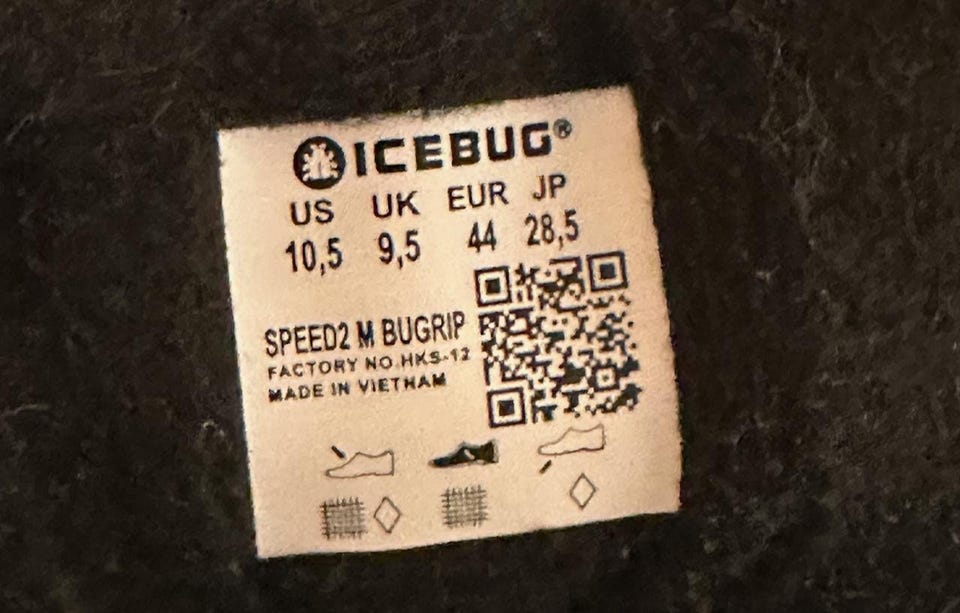 ICEBUG®
US UK EUR JP
10,5 9,5 44 28,5
SPEED2 M BUGRIP
FACTORY NO.HKS-12
MADE IN VIETNAM